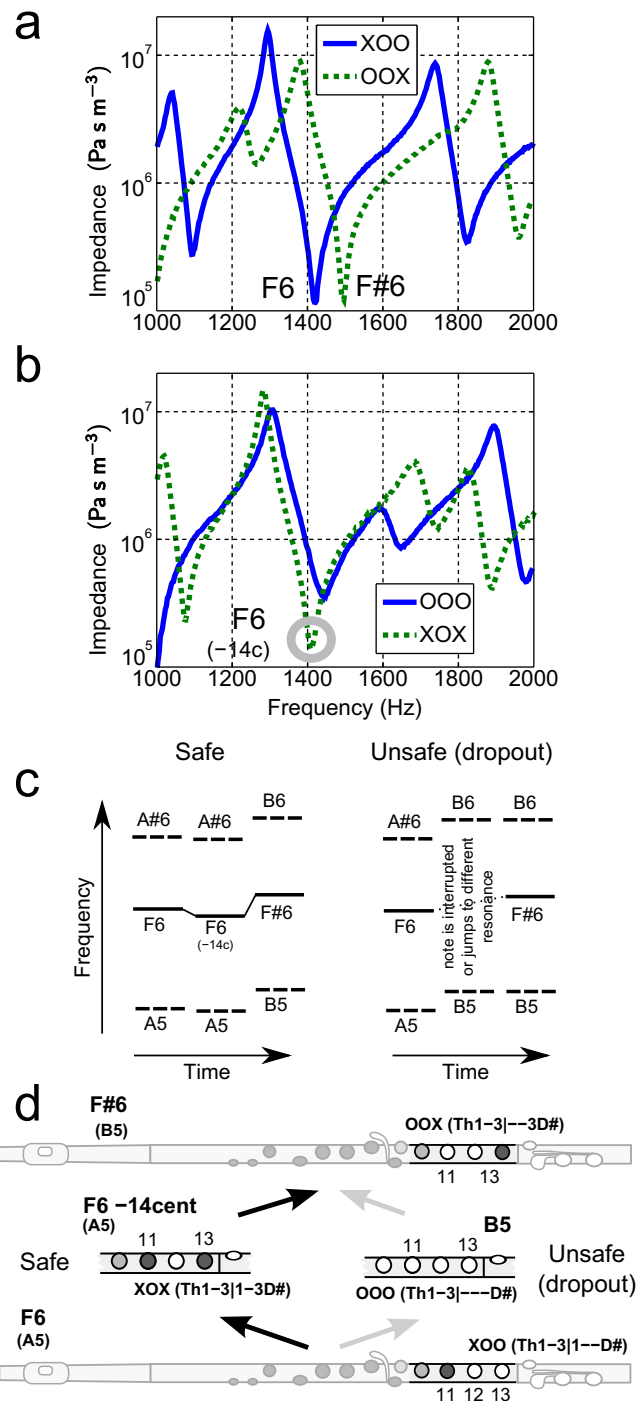 a
XOO
OOX
10^7
10^6
10^5
Impedance (Pa s m^−3)
F6
F#6
1000 1200 1400 1600 1800 2000
b
10^7
10^6
10^5
Impedance (Pa s m^−3)
OOO
XOX
F6
(−14c)
1000 1200 1400 1600 1800 2000
Frequency (Hz)
c
Safe
Unsafe (dropout)
Frequency
A#6
A#6
B6
F6
F6
(−14c)
F#6
A5
A5
B5
Time
A#6
B6
B6
F6
note is interrupted
or jumps to different
resonance
F#6
A5
B5
B5
Time
d
F#6
(B5)
OOX (Th1−3|−−3D#)
11 13
F6 −14cent
(A5)
11 13
Safe
XOX (Th1−3|1−3D#)
B5
11 13
OOO (Th1−3|−−−D#)
Unsafe
(dropout)
F6
(A5)
XOO (Th1−3|1−−D#)
11 12 13